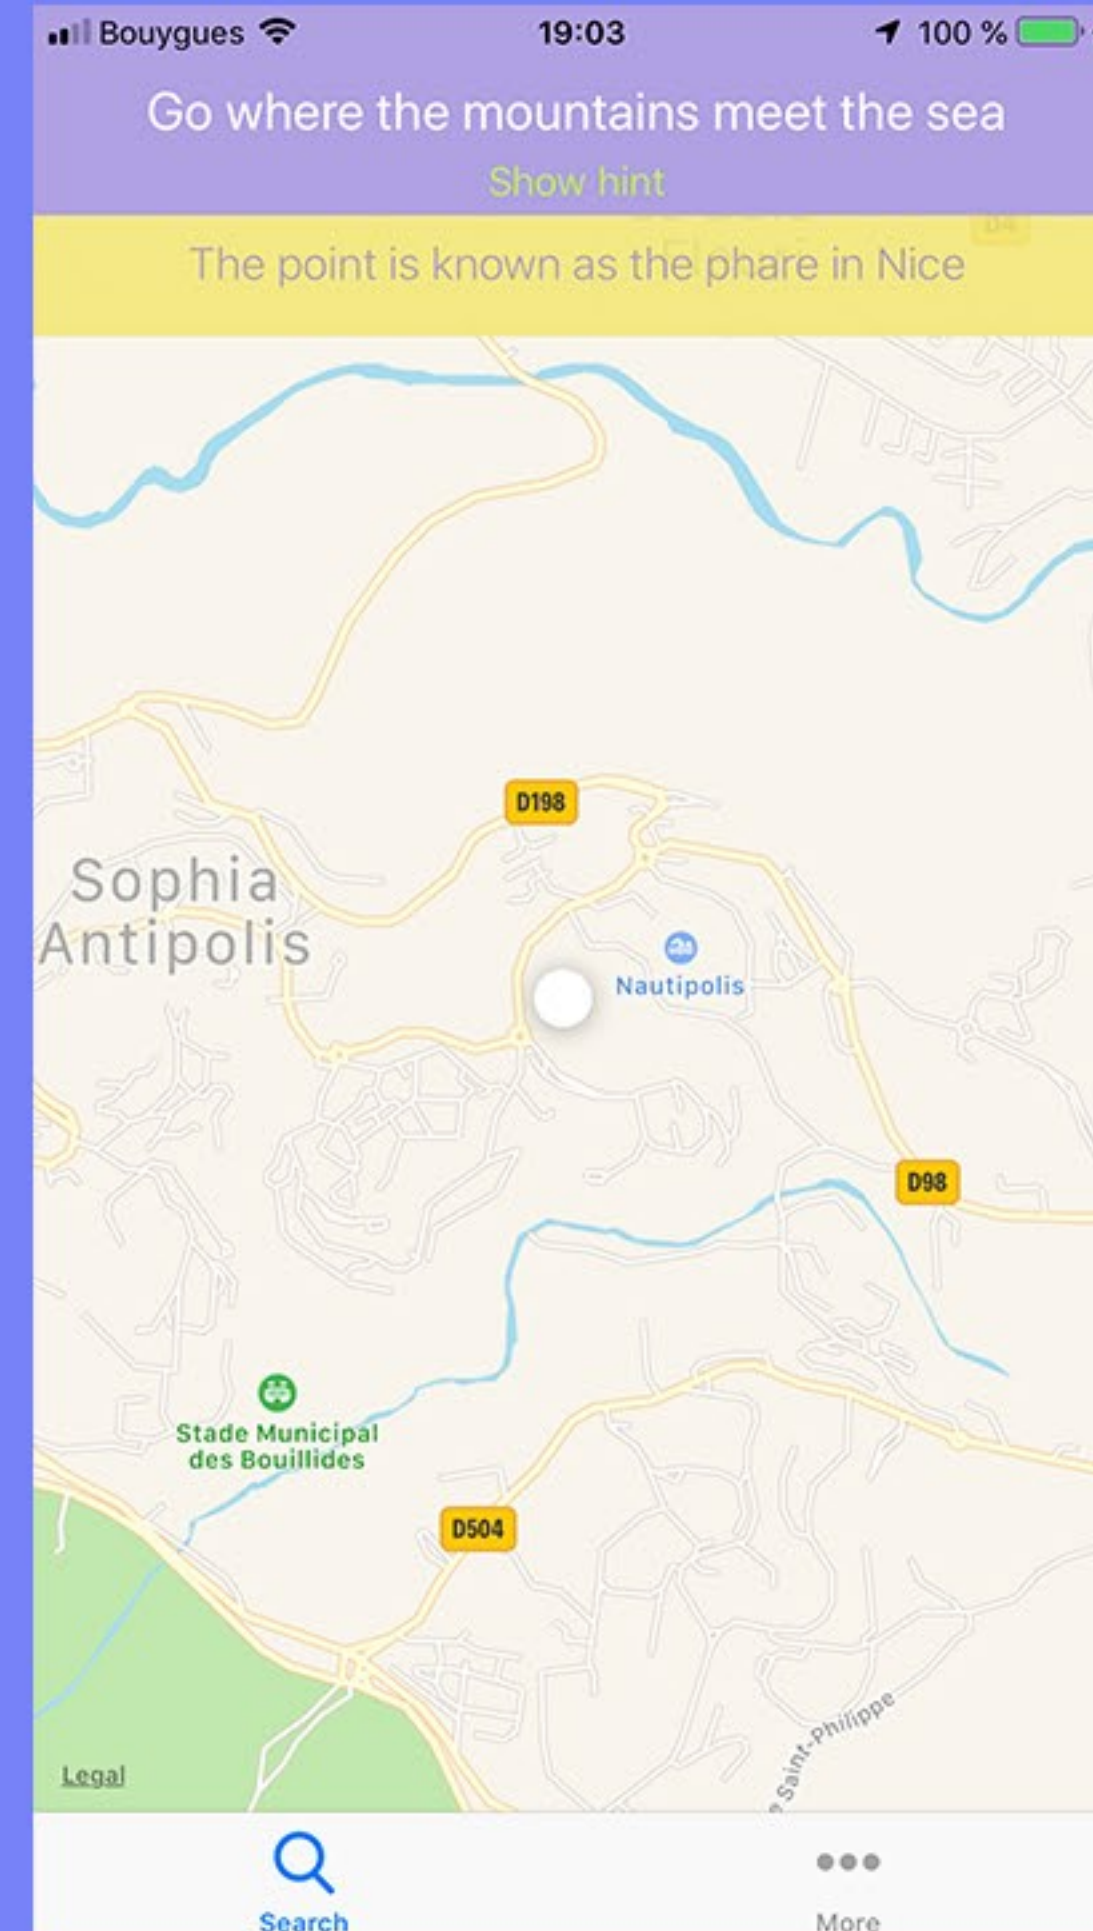 Bouygues 19:03 100 %
Go where the mountains meet the sea
Show hint
D4
The point is known as the phare in Nice
D198
Sophia
Antipolis
Nautipolis
D98
Stade Municipal
des Bouillides
D504
Saint-Philippe
Legal
Search
More